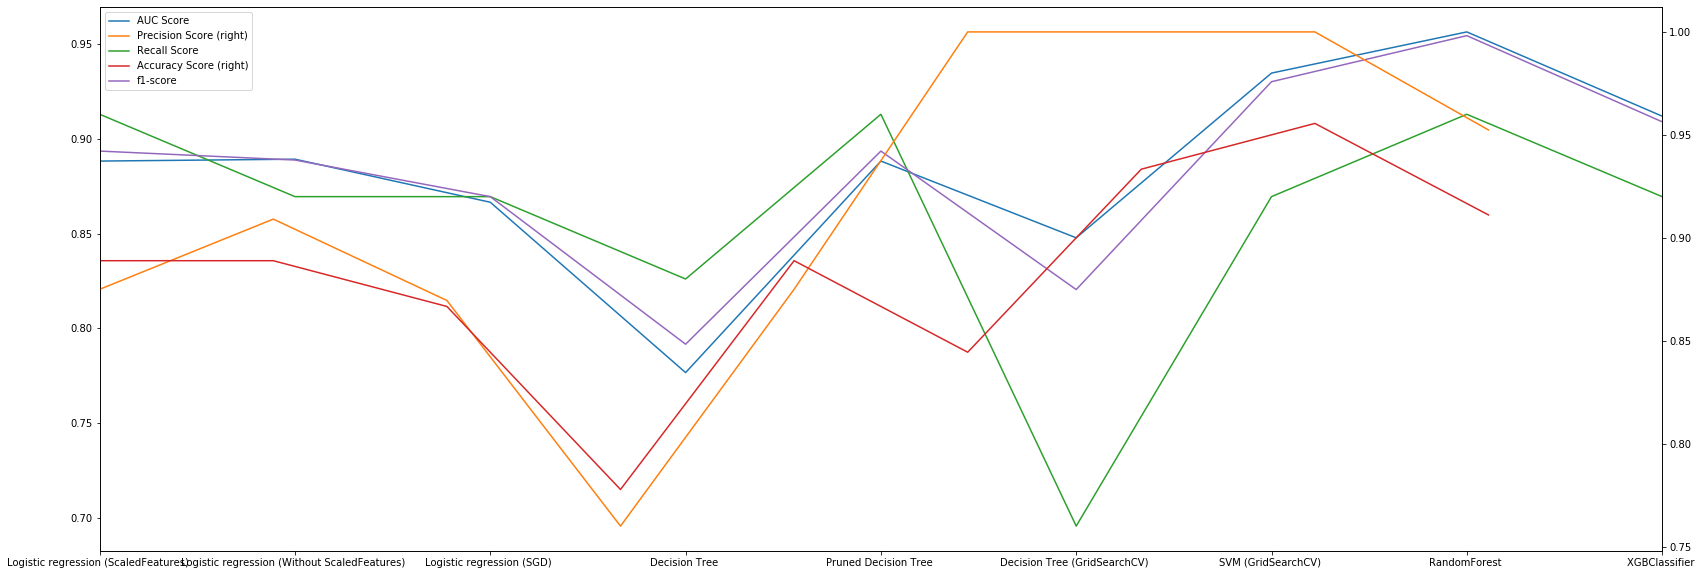 AUC Score
Precision Score (right)
Recall Score
Accuracy Score (right)
f1-score
0.95
0.90
0.85
0.80
0.75
0.70
1.00
0.95
0.90
0.85
0.80
0.75
Logistic regression (ScaledFeatures) Logistic regression (Without ScaledFeatures) Logistic regression (SGD) Decision Tree Pruned Decision Tree Decision Tree (GridSearchCV) SVM (GridSearchCV) RandomForest XGBClassifier